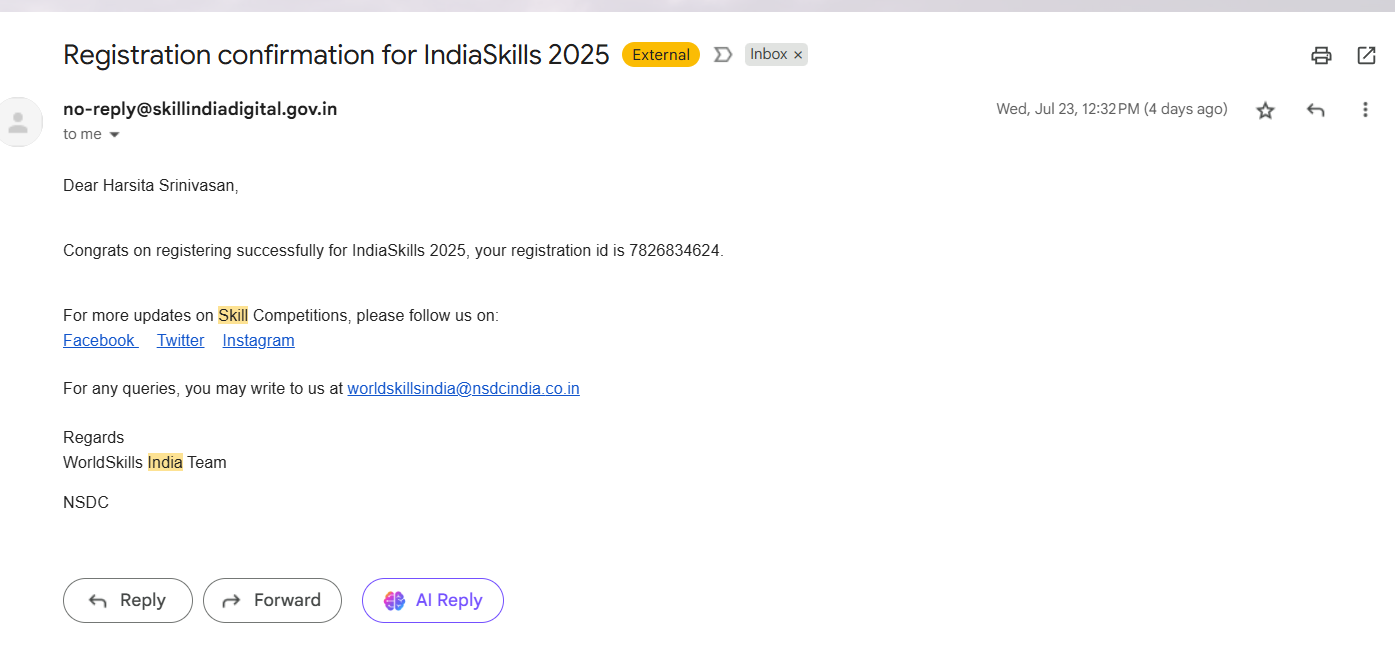 Registration confirmation for IndiaSkills 2025 External Inbox ×
no-reply@skillindiadigital.gov.in Wed, Jul 23, 12:32 PM (4 days ago)
to me
Dear Harsita Srinivasan,
Congrats on registering successfully for IndiaSkills 2025, your registration id is 7826834624.
For more updates on Skill Competitions, please follow us on:
Facebook Twitter Instagram
For any queries, you may write to us at worldskillsindia@nsdcindia.co.in
Regards
WorldSkills India Team
NSDC
Reply Forward AI Reply